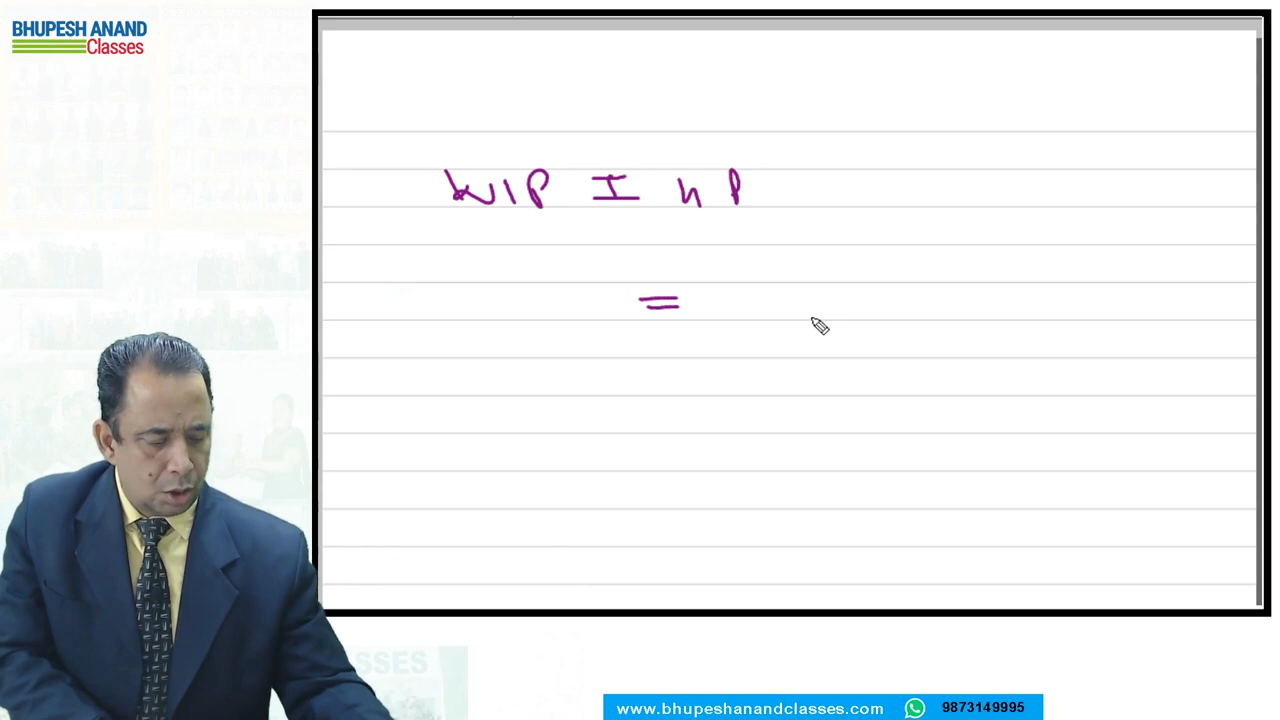 BHUPESH ANAND
Classes
WIP I n P
=
www.bhupeshanandclasses.com 9873149995